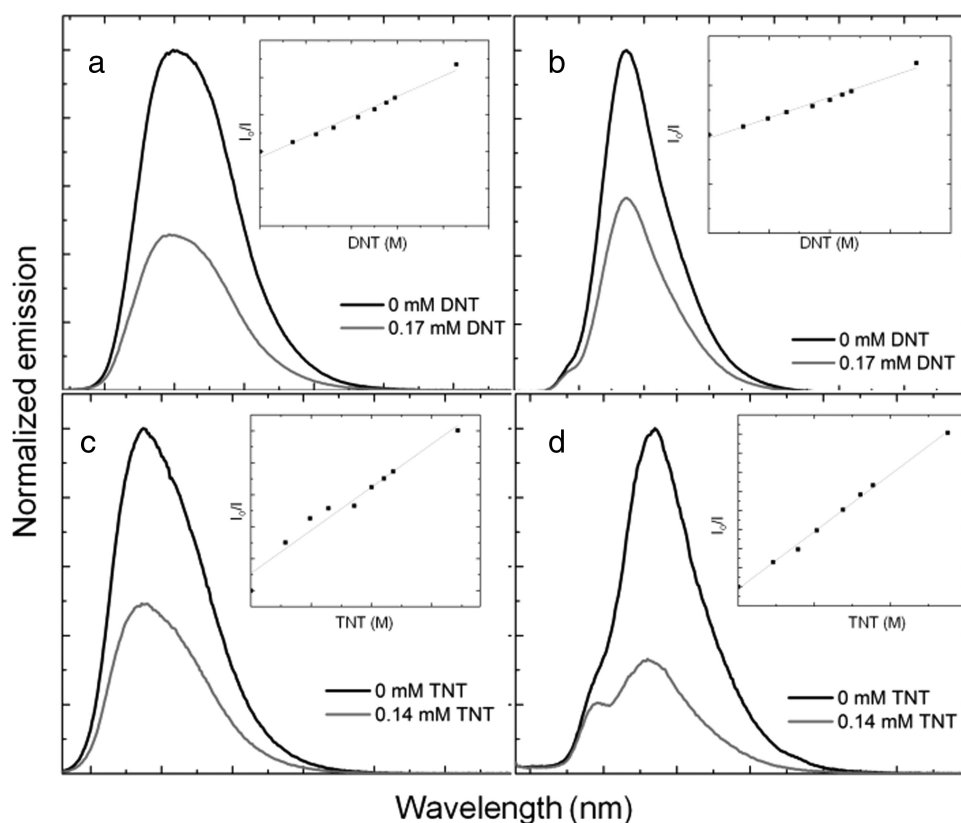 Normalized emission
a
I₀/I
DNT (M)
0 mM DNT
0.17 mM DNT
b
I₀/I
DNT (M)
0 mM DNT
0.17 mM DNT
c
I₀/I
TNT (M)
0 mM TNT
0.14 mM TNT
d
I₀/I
TNT (M)
0 mM TNT
0.14 mM TNT
Wavelength (nm)